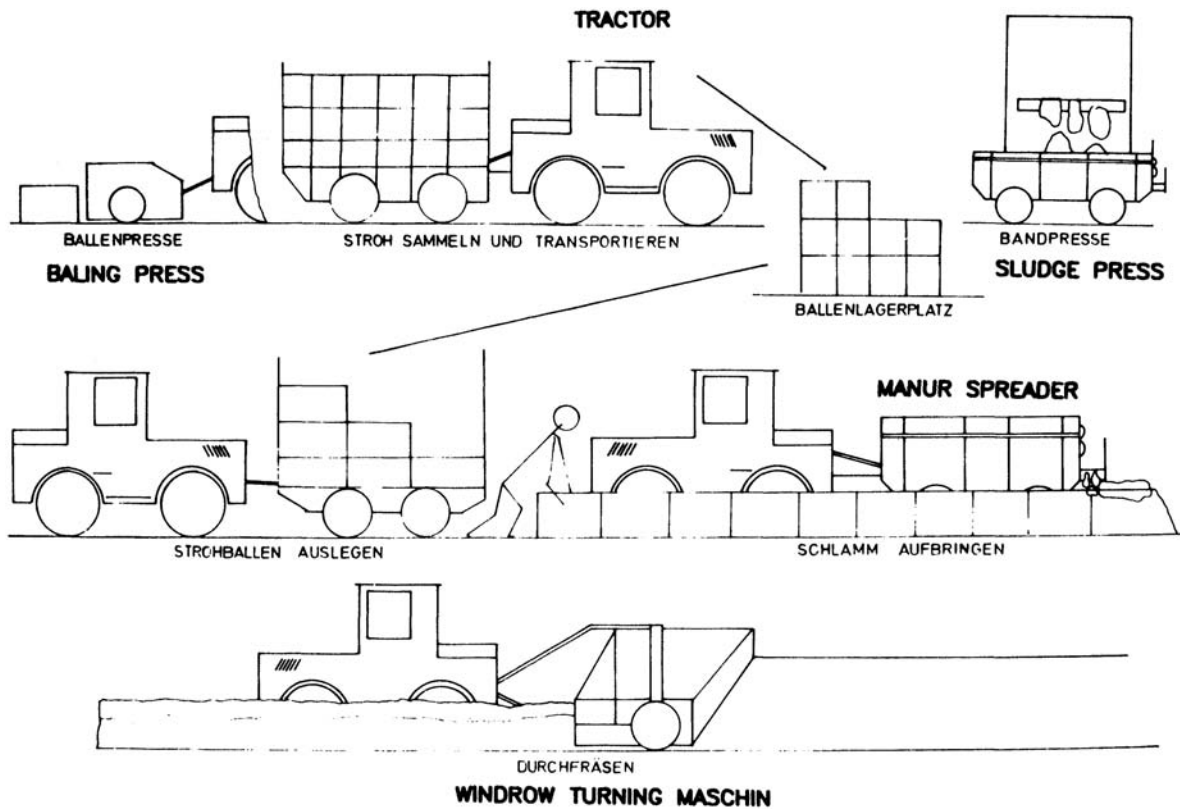 TRACTOR
BALLENPRESSE
STROH SAMMELN UND TRANSPORTIEREN
BANDPRESSE
BALING PRESS
SLUDGE PRESS
BALLENLAGERPLATZ
MANUR SPREADER
STROHBALLEN AUSLEGEN
SCHLAMM AUFBRINGEN
DURCHFRÄSEN
WINDROW TURNING MASCHIN